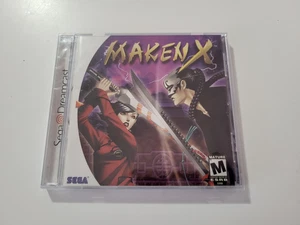 Sega Dreamcast
MAKEN X
SEGA
MATURE
M
ESRB